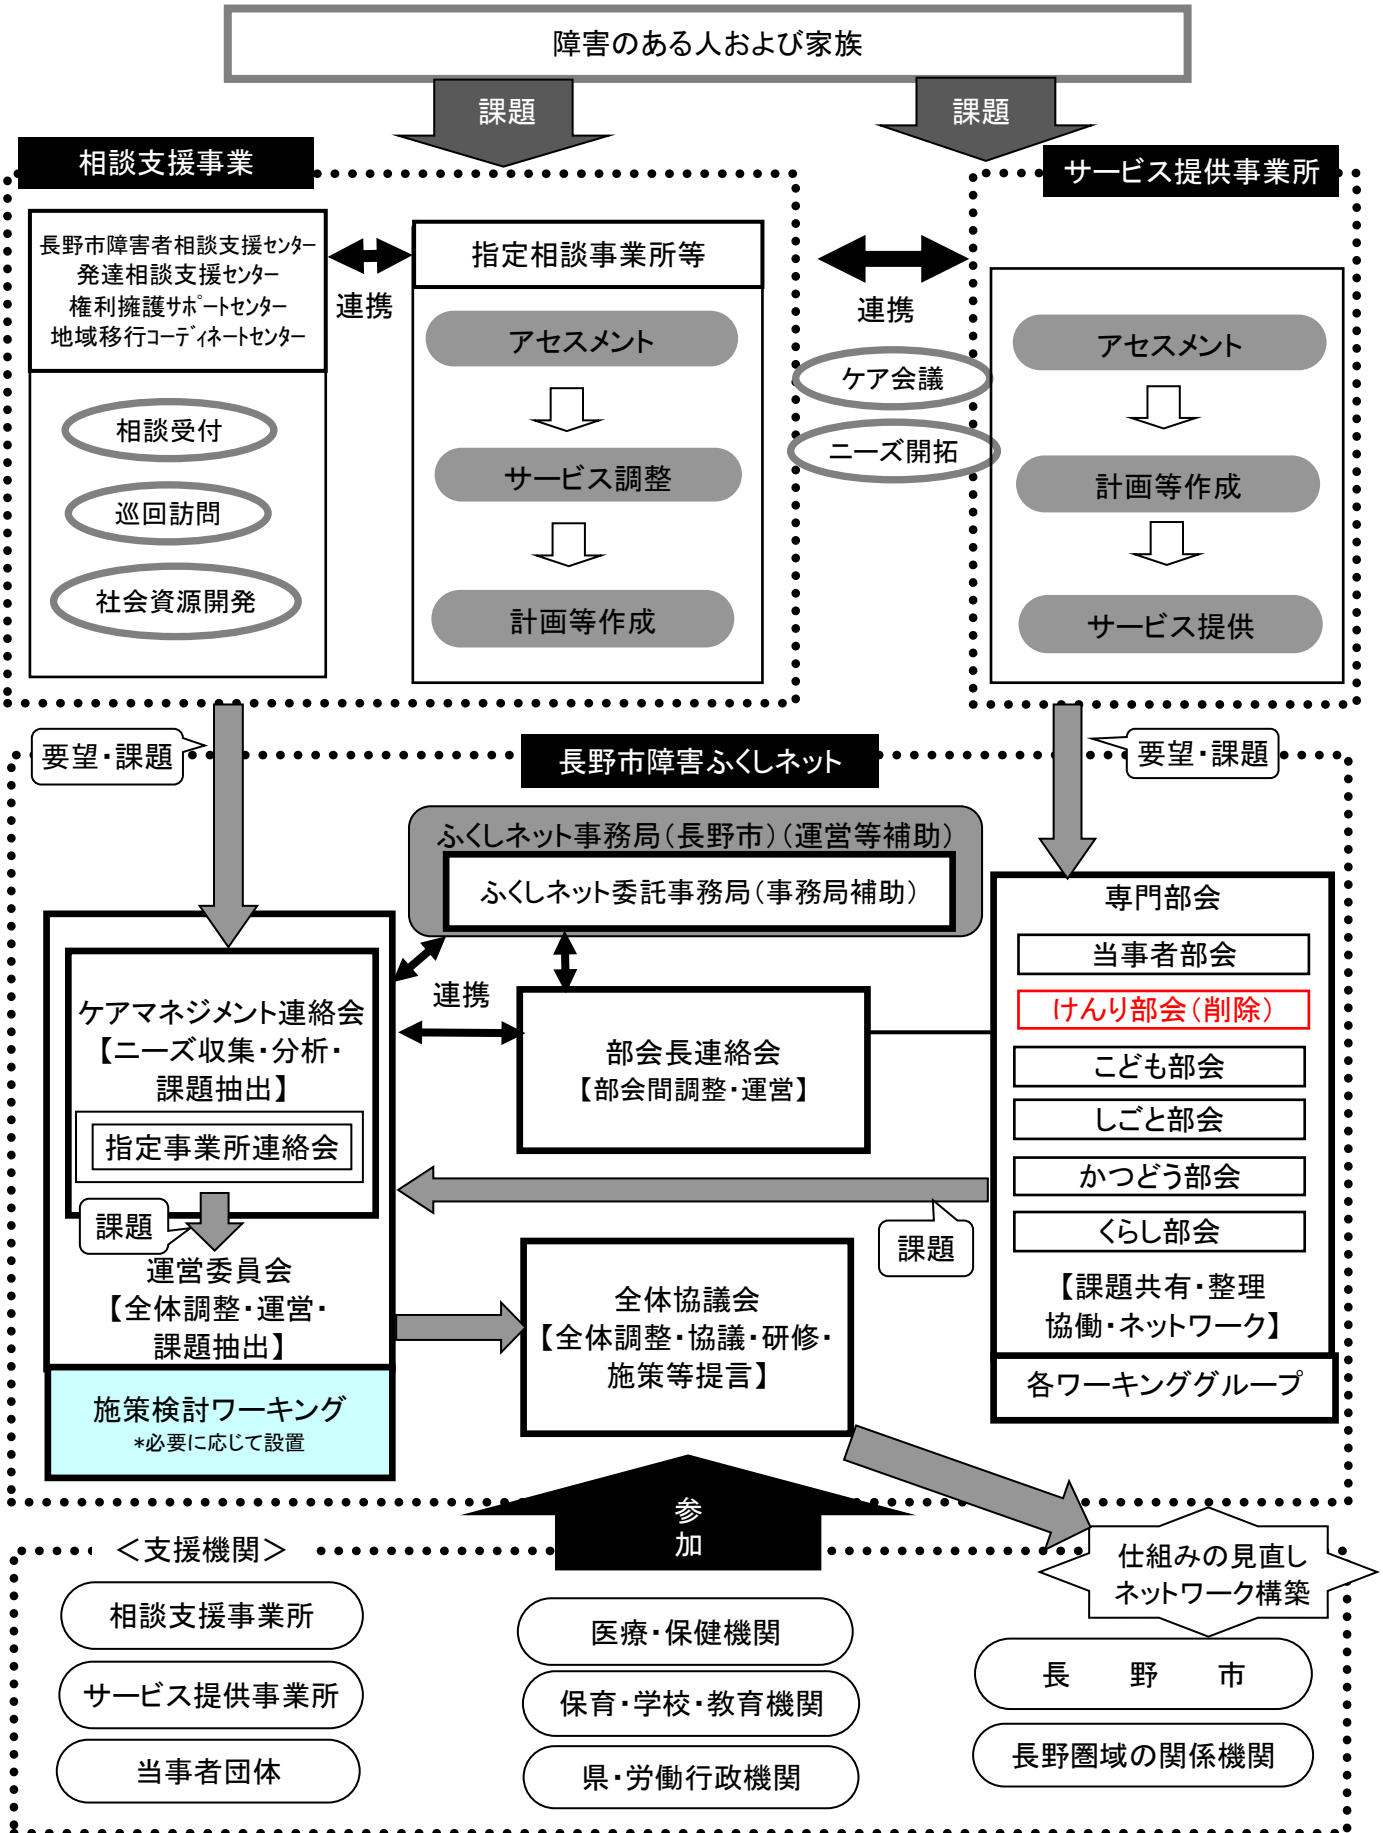 障害のある人および家族
課題
課題
相談支援事業
サービス提供事業所
長野市障害者相談支援センター
発達相談支援センター
権利擁護サポートセンター
地域移行コーディネートセンター
連携
指定相談事業所等
連携
アセスメント
サービス調整
計画等作成
相談受付
巡回訪問
社会資源開発
ケア会議
ニーズ開拓
アセスメント
計画等作成
サービス提供
要望・課題
長野市障害ふくしネット
要望・課題
ふくしネット事務局(長野市)(運営等補助)
ふくしネット委託事務局(事務局補助)
連携
ケアマネジメント連絡会
【ニーズ収集・分析・
課題抽出】
指定事業所連絡会
課題
運営委員会
【全体調整・運営・
課題抽出】
施策検討ワーキング
*必要に応じて設置
部会長連絡会
【部会間調整・運営】
課題
全体協議会
【全体調整・協議・研修・
施策等提言】
専門部会
当事者部会
けんり部会(削除)
こども部会
しごと部会
かつどう部会
くらし部会
【課題共有・整理
協働・ネットワーク】
各ワーキンググループ
参
加
仕組みの見直し
ネットワーク構築
<支援機関>
相談支援事業所
サービス提供事業所
当事者団体
医療・保健機関
保育・学校・教育機関
県・労働行政機関
長 野 市
長野圏域の関係機関